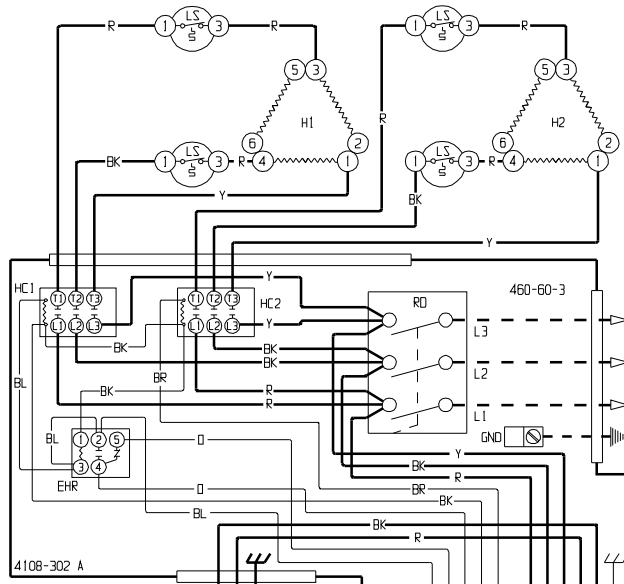 R 1 LS 3 R R 1 LS 3 R
5 3 5 3
H1 H2
6 2 6 2
BK 1 LS 3 R 4 1 1 LS 3 R 4 1
R
Y BK
Y
HC1 T1 T2 T3 T1 T2 T3 HC2 Y RD 460-60-3
L1 L2 L3 L1 L2 L3 Y L3
BK BK
BL BR BK L2
BK R
R L1
BL 1 2 5 O GND
3 4 Y
EHR BK
O R
BR
BL BK
BK
R
4108-302 A